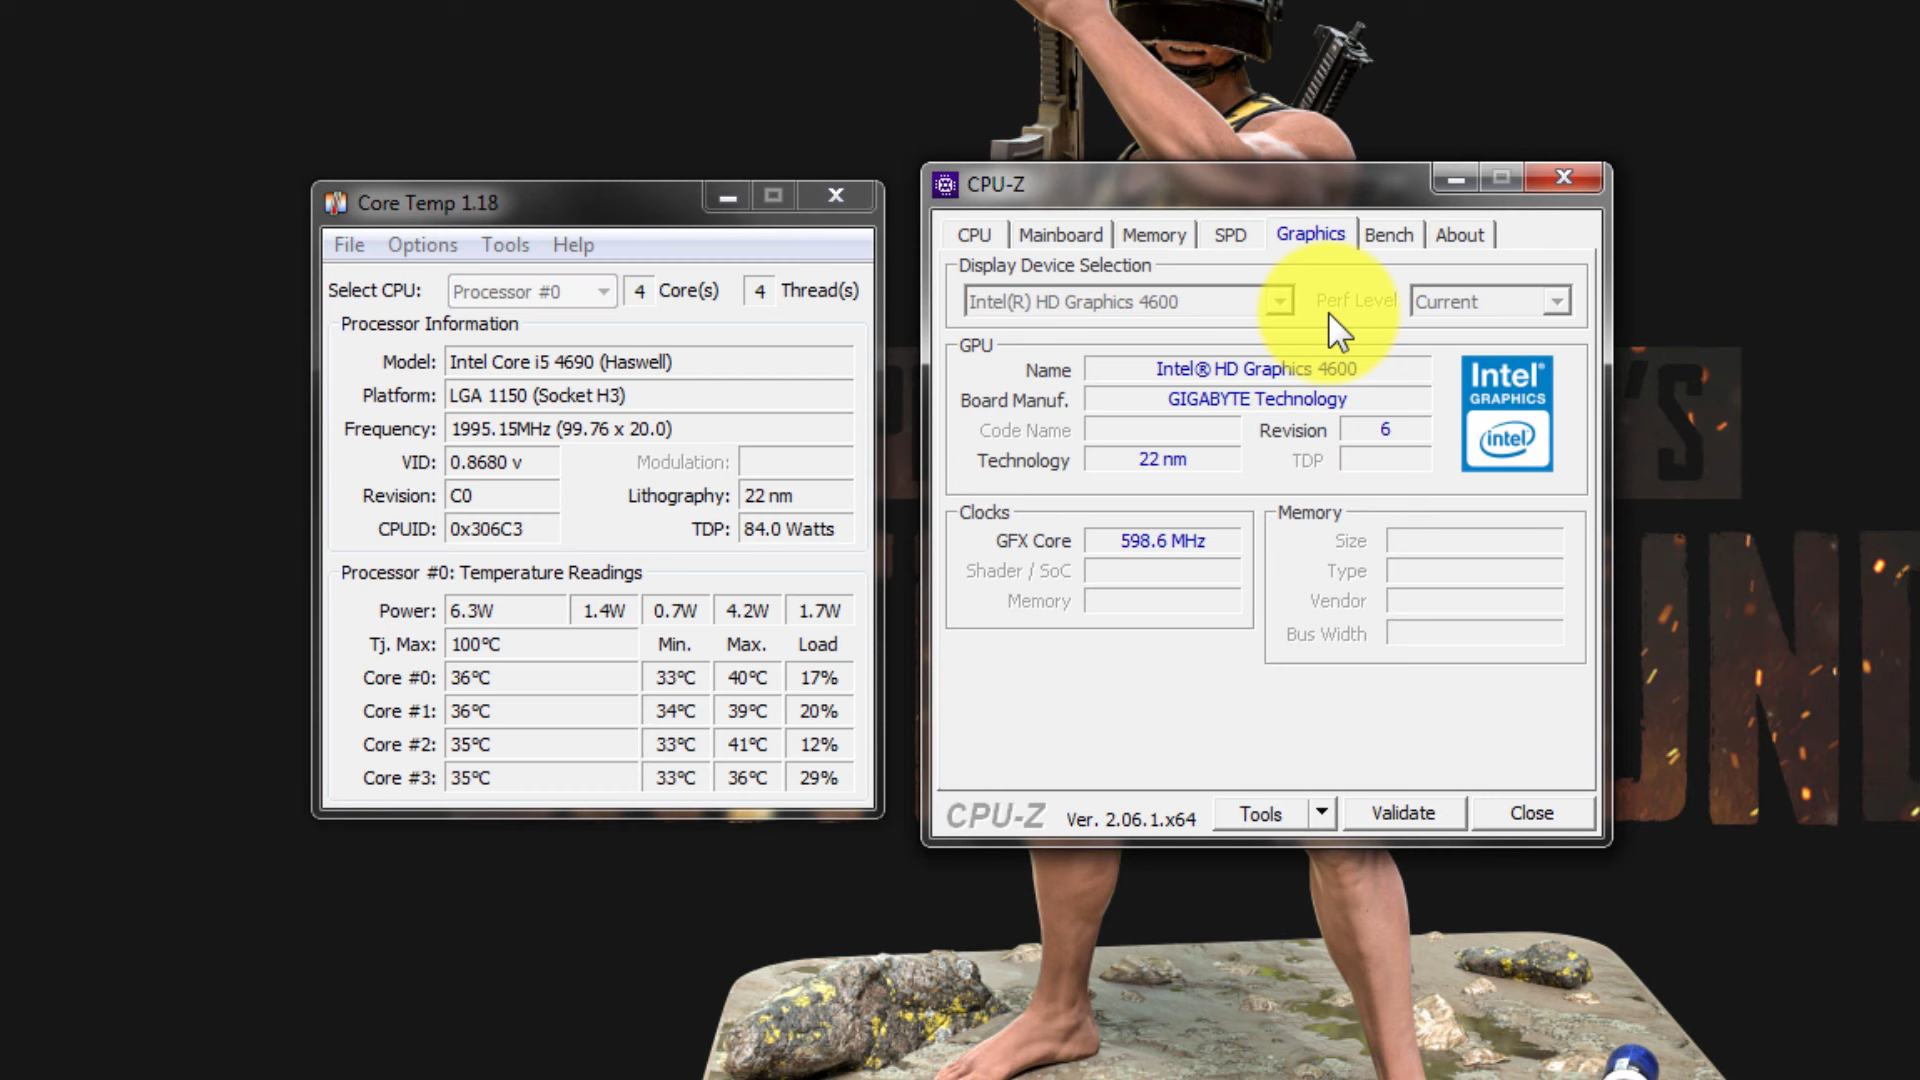 Core Temp 1.18
File Options Tools Help
Select CPU: Processor #0 4 Core(s) 4 Thread(s)
Processor Information
Model: Intel Core i5 4690 (Haswell)
Platform: LGA 1150 (Socket H3)
Frequency: 1995.15MHz (99.76 x 20.0)
VID: 0.8680 v Modulation:
Revision: C0 Lithography: 22 nm
CPUID: 0x306C3 TDP: 84.0 Watts
Processor #0: Temperature Readings
Power: 6.3W 1.4W 0.7W 4.2W 1.7W
Tj. Max: 100°C Min. Max. Load
Core #0: 36°C 33°C 40°C 17%
Core #1: 36°C 34°C 39°C 20%
Core #2: 35°C 33°C 41°C 12%
Core #3: 35°C 33°C 36°C 29%
CPU-Z
CPU Mainboard Memory SPD Graphics Bench About
Display Device Selection
Intel(R) HD Graphics 4600 Perf Level Current
GPU
Name Intel® HD Graphics 4600
Board Manuf. GIGABYTE Technology
Code Name Revision 6
Technology 22 nm TDP
Intel®
GRAPHICS
intel
Clocks
GFX Core 598.6 MHz
Shader / SoC
Memory
Memory
Size
Type
Vendor
Bus Width
CPU-Z Ver. 2.06.1.x64 Tools Validate Close
'S